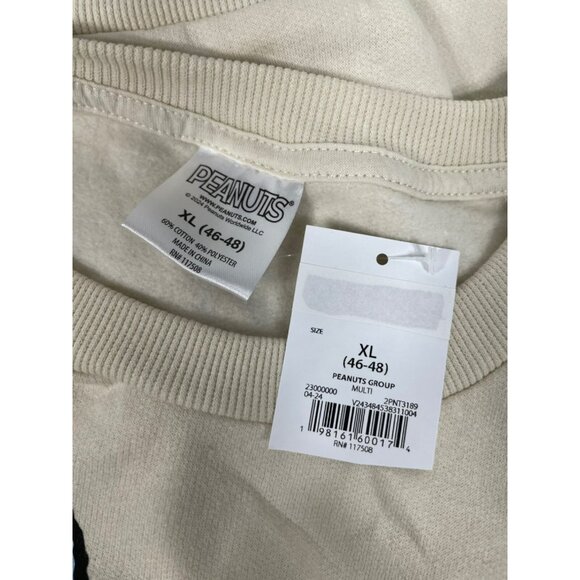 PEANUTS®
WWW.PEANUTS.COM
© 2024 Peanuts Worldwide LLC
XL (46-48)
60% COTTON 40% POLYESTER
MADE IN CHINA
RN# 117508
SIZE
XL
(46-48)
PEANUTS GROUP
MULTI
23000000 2PNT3189
04-24 V243484538311004
1 98161 60017 4
RN# 117508